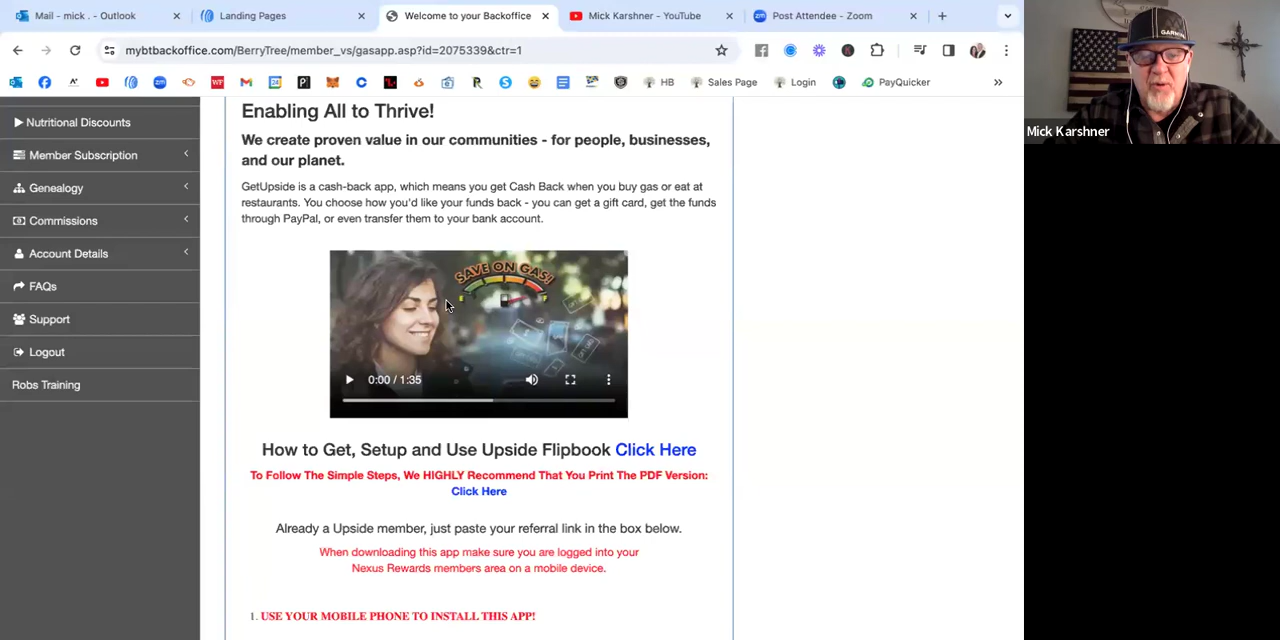 Mail - mick . - Outlook
Landing Pages
Welcome to your Backoffice
Mick Karshner - YouTube
Post Attendee - Zoom
mybtbackoffice.com/BerryTree/member_vs/gasapp.asp?id=2075339&ctr=1
HB
Sales Page
Login
PayQuicker
GARMIN
Mick Karshner
Nutritional Discounts
Member Subscription
Genealogy
Commissions
Account Details
FAQs
Support
Logout
Robs Training
Enabling All to Thrive!
We create proven value in our communities - for people, businesses,
and our planet.
GetUpside is a cash-back app, which means you get Cash Back when you buy gas or eat at
restaurants. You choose how you'd like your funds back - you can get a gift card, get the funds
through PayPal, or even transfer them to your bank account.
SAVE ON GAS!
E F
0:00 / 1:35
How to Get, Setup and Use Upside Flipbook Click Here
To Follow The Simple Steps, We HIGHLY Recommend That You Print The PDF Version:
Click Here
Already a Upside member, just paste your referral link in the box below.
When downloading this app make sure you are logged into your
Nexus Rewards members area on a mobile device.
1. USE YOUR MOBILE PHONE TO INSTALL THIS APP!